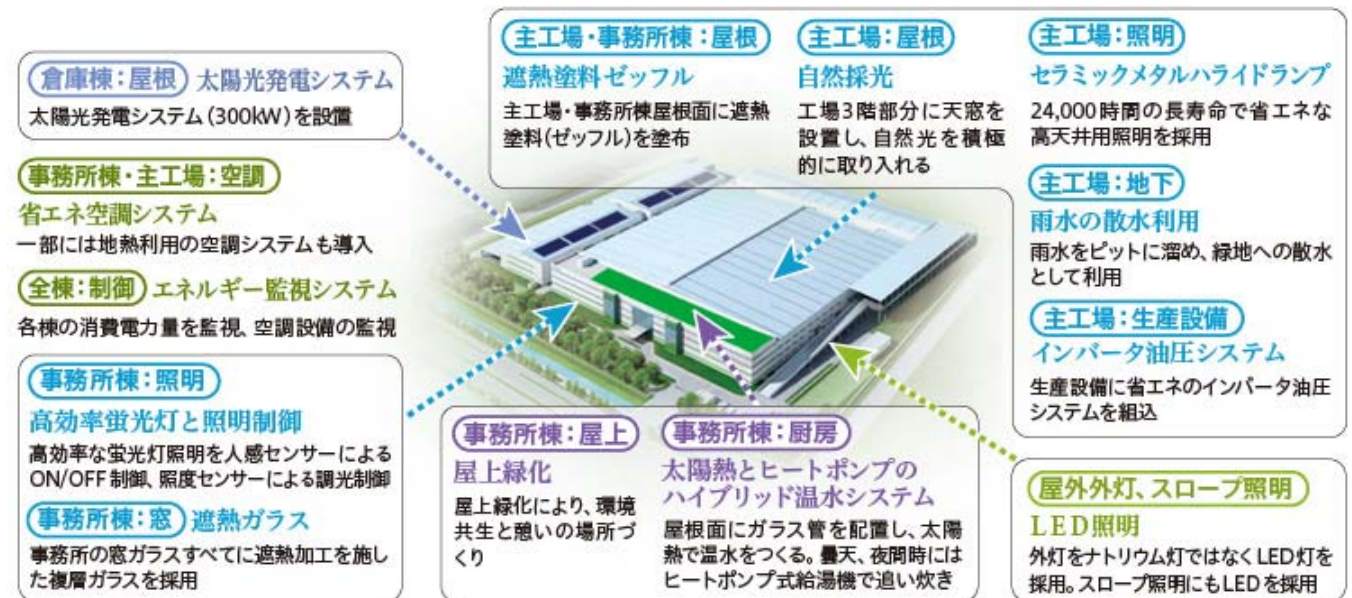 倉庫棟:屋根 太陽光発電システム
太陽光発電システム(300kW)を設置
事務所棟・主工場:空調
省エネ空調システム
一部には地熱利用の空調システムも導入
全棟:制御 エネルギー監視システム
各棟の消費電力量を監視、空調設備の監視
事務所棟:照明
高効率蛍光灯と照明制御
高効率な蛍光灯照明を人感センサーによる
ON/OFF制御、照度センサーによる調光制御
事務所棟:窓 遮熱ガラス
事務所の窓ガラスすべてに遮熱加工を施し
た複層ガラスを採用
主工場・事務所棟:屋根
遮熱塗料ゼッフル
主工場・事務所棟屋根面に遮熱
塗料(ゼッフル)を塗布
主工場:屋根
自然採光
工場3階部分に天窓を
設置し、自然光を積極
的に取り入れる
主工場:照明
セラミックメタルハライドランプ
24,000時間の長寿命で省エネな
高天井用照明を採用
主工場:地下
雨水の散水利用
雨水をピットに溜め、緑地への散水
として利用
主工場:生産設備
インバータ油圧システム
生産設備に省エネのインバータ油圧
システムを組込
事務所棟:屋上
屋上緑化
屋上緑化により、環境
共生と憩いの場所づ
くり
事務所棟:厨房
太陽熱とヒートポンプの
ハイブリッド温水システム
屋根面にガラス管を配置し、太陽
熱で温水をつくる。曇天、夜間時には
ヒートポンプ式給湯機で追い炊き
屋外外灯、スロープ照明
LED照明
外灯をナトリウム灯ではなくLED灯を
採用。スロープ照明にもLEDを採用